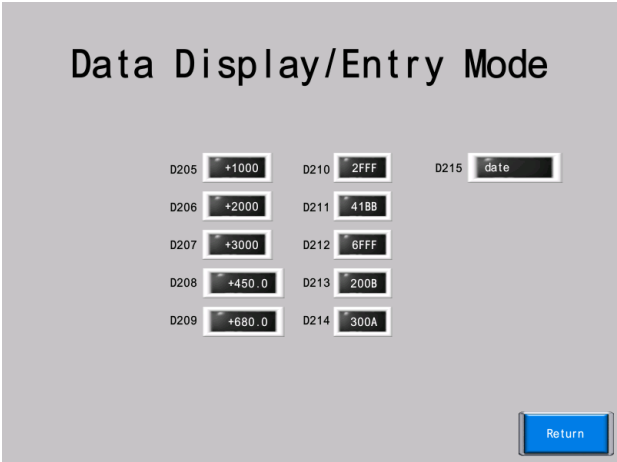 Data Display/Entry Mode
D205 +1000 D210 2FFF D215 date
D206 +2000 D211 41BB
D207 +3000 D212 6FFF
D208 +450.0 D213 200B
D209 +680.0 D214 300A
Return